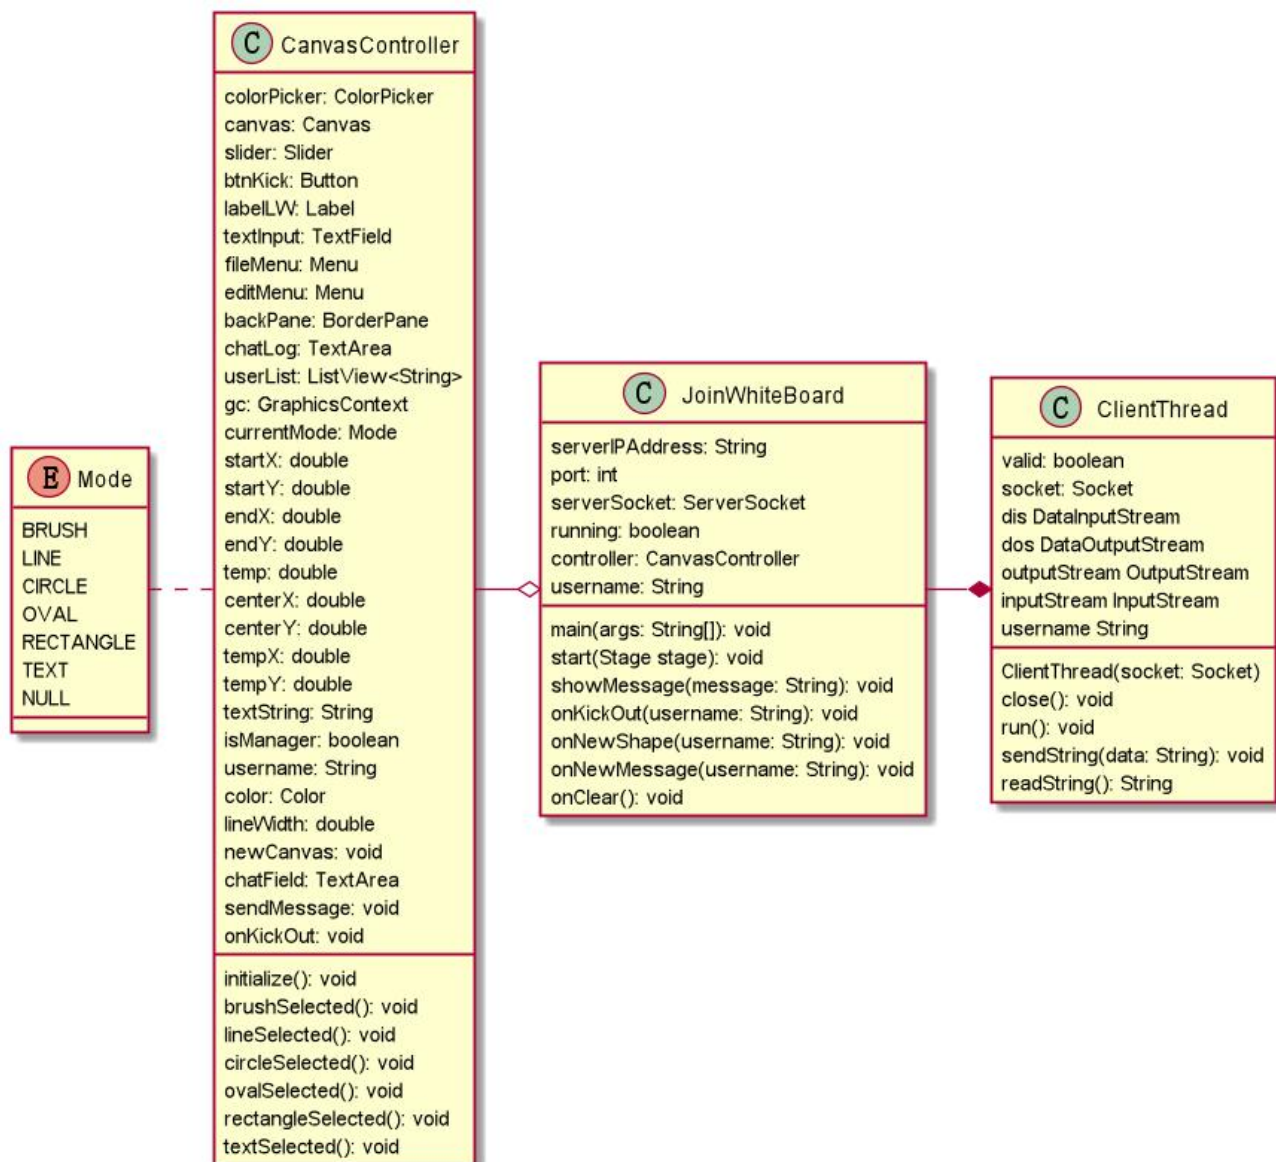 E Mode
BRUSH
LINE
CIRCLE
OVAL
RECTANGLE
TEXT
NULL
C CanvasController
colorPicker: ColorPicker
canvas: Canvas
slider: Slider
btnKick: Button
labelLW: Label
textInput: TextField
fileMenu: Menu
editMenu: Menu
backPane: BorderPane
chatLog: TextArea
userList: ListView<String>
gc: GraphicsContext
currentMode: Mode
startX: double
startY: double
endX: double
endY: double
temp: double
centerX: double
centerY: double
tempX: double
tempY: double
textString: String
isManager: boolean
username: String
color: Color
lineWidth: double
newCanvas: void
chatField: TextArea
sendMessage: void
onKickOut: void
initialize(): void
brushSelected(): void
lineSelected(): void
circleSelected(): void
ovalSelected(): void
rectangleSelected(): void
textSelected(): void
C JoinWhiteBoard
serverIPAddress: String
port: int
serverSocket: ServerSocket
running: boolean
controller: CanvasController
username: String
main(args: String[]): void
start(Stage stage): void
showMessage(message: String): void
onKickOut(username: String): void
onNewShape(username: String): void
onNewMessage(username: String): void
onClear(): void
C ClientThread
valid: boolean
socket: Socket
dis DataInputStream
dos DataOutputStream
outputStream OutputStream
inputStream InputStream
username String
ClientThread(socket: Socket)
close(): void
run(): void
sendString(data: String): void
readString(): String